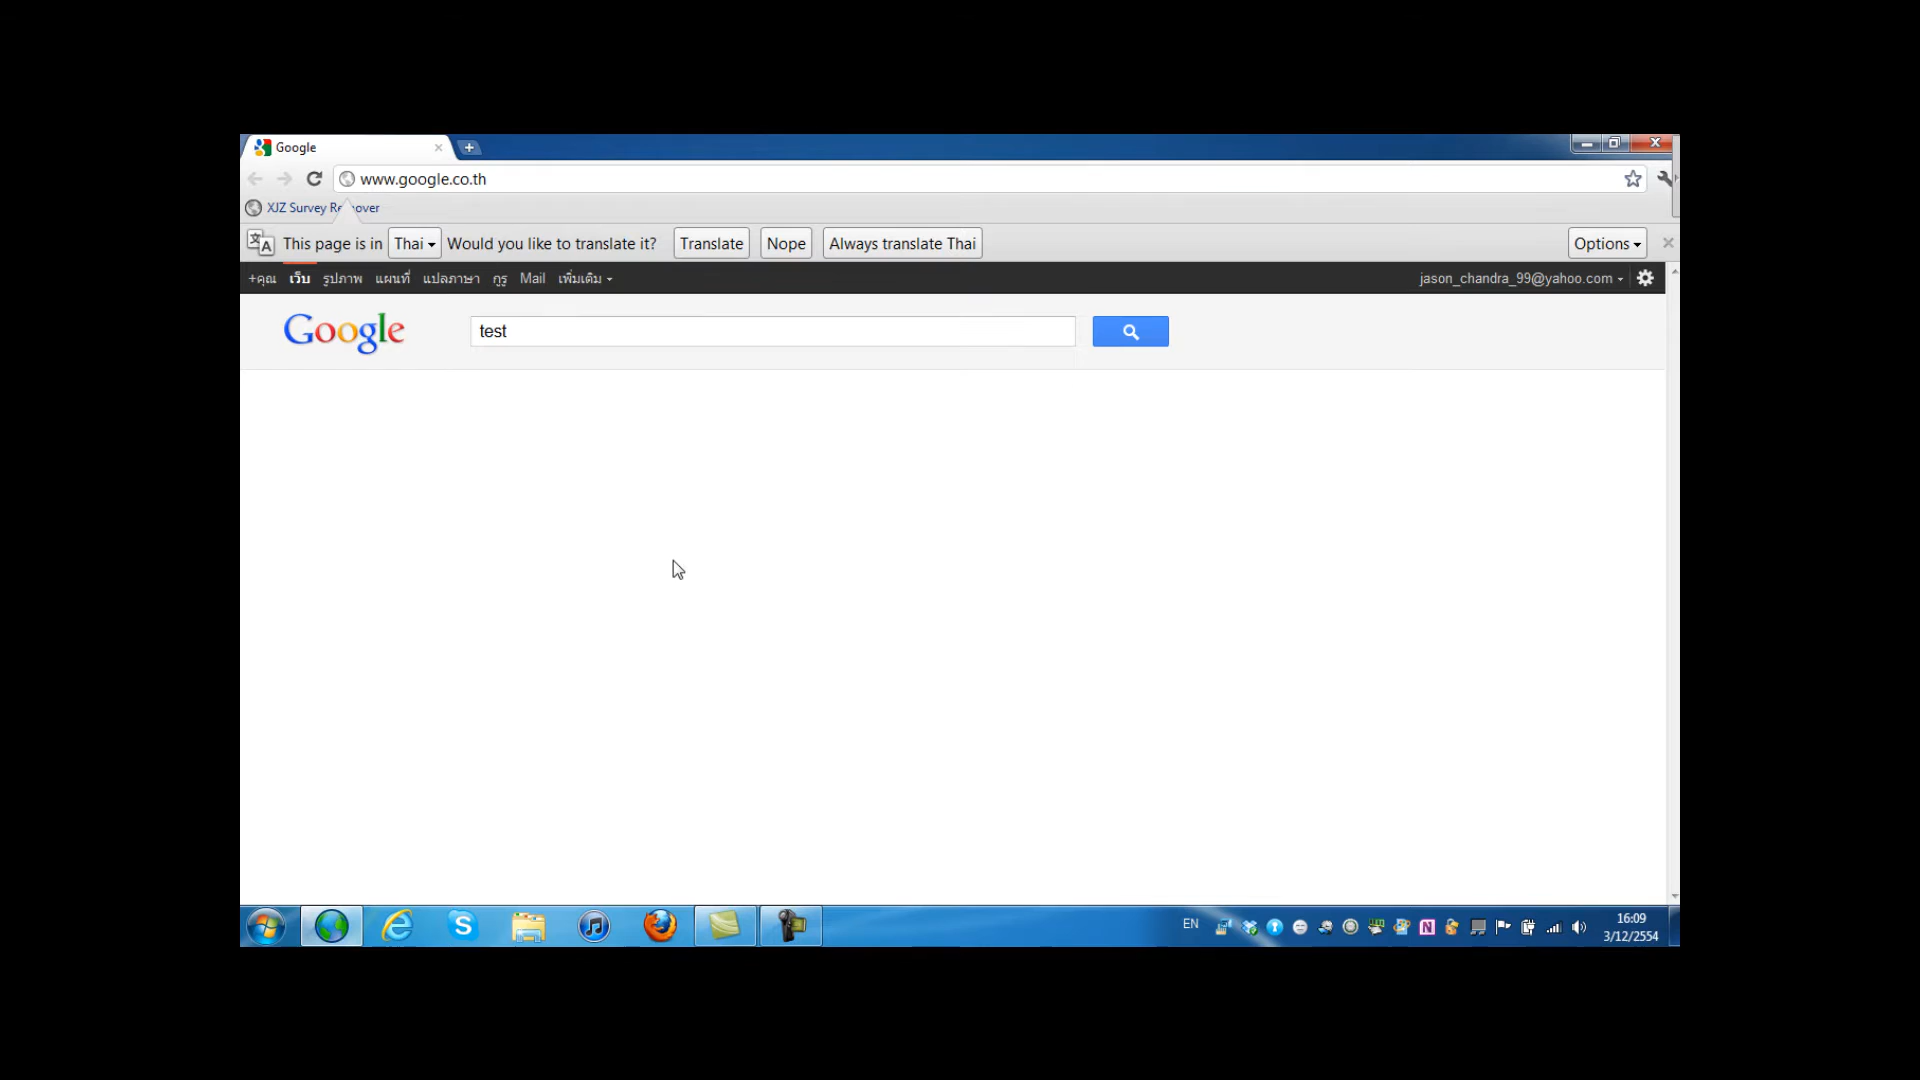 Google
www.google.co.th
XJZ Survey Remover
This page is in Thai Would you like to translate it? Translate Nope Always translate Thai Options
+คุณ เว็บ รูปภาพ แผนที่ แปลภาษา กูรู Mail เพิ่มเติม jason_chandra_99@yahoo.com
Google test
EN 16:09
3/12/2554